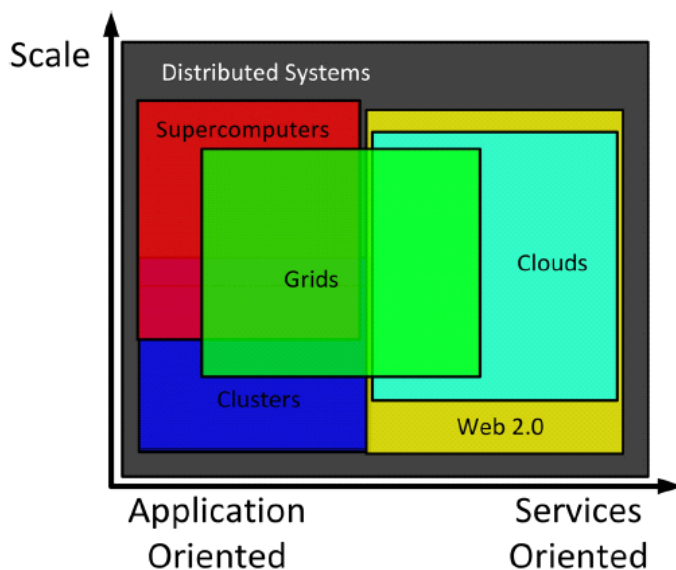 Scale
Distributed Systems
Supercomputers
Grids
Clouds
Clusters
Web 2.0
Application
Oriented
Services
Oriented